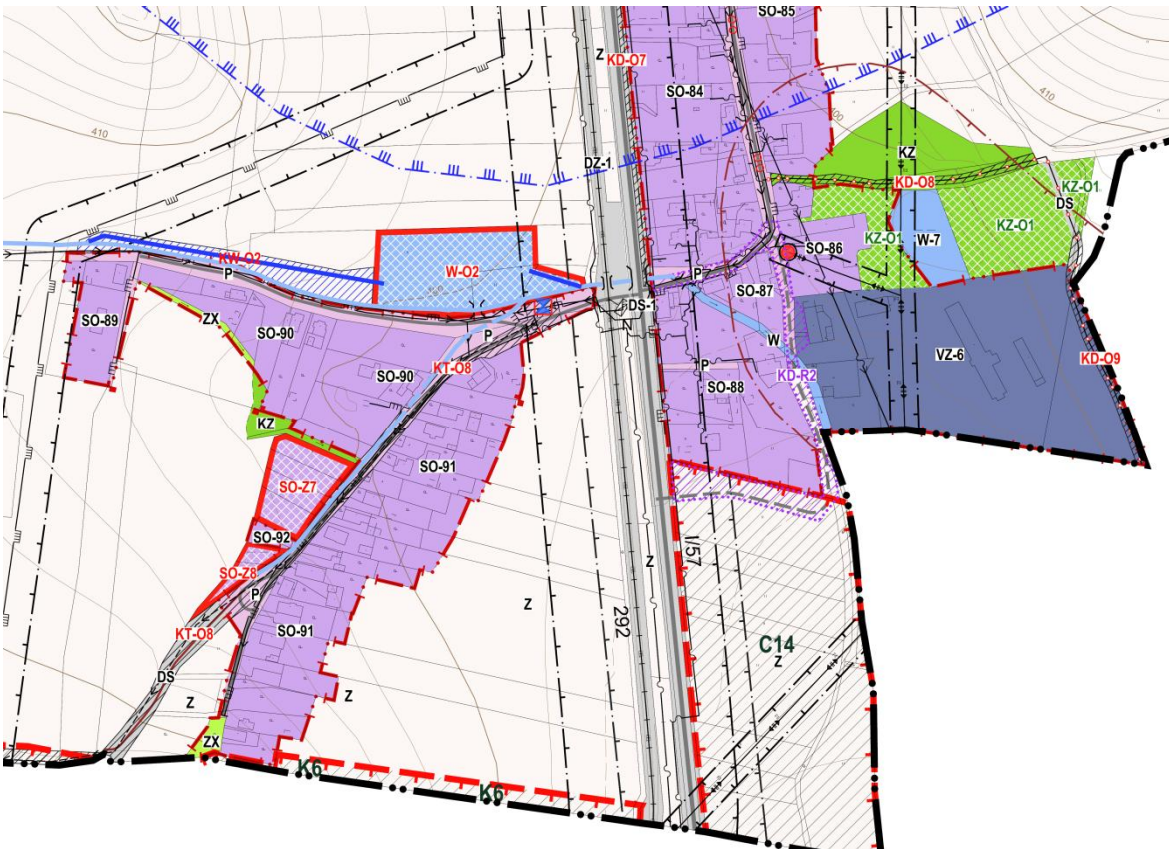 SO-85
Z
KD-O7
SO-84
410
410
400
DZ-1
KZ
KD-O8
KZ-O1
DS
KZ-O1
KZ-O1
W-7
SO-86
KW-O2
P
W-O2
P
SO-87
DS-1
SO-89
ZX
SO-90
P
KT-O8
W
VZ-6
KD-O9
SO-90
P
KD-R2
SO-88
KZ
SO-91
SO-Z7
SO-92
I/57
SO-Z8
Z
P
Z
292
KT-O8
SO-91
C14
Z
DS
Z
Z
ZX
K6
K6